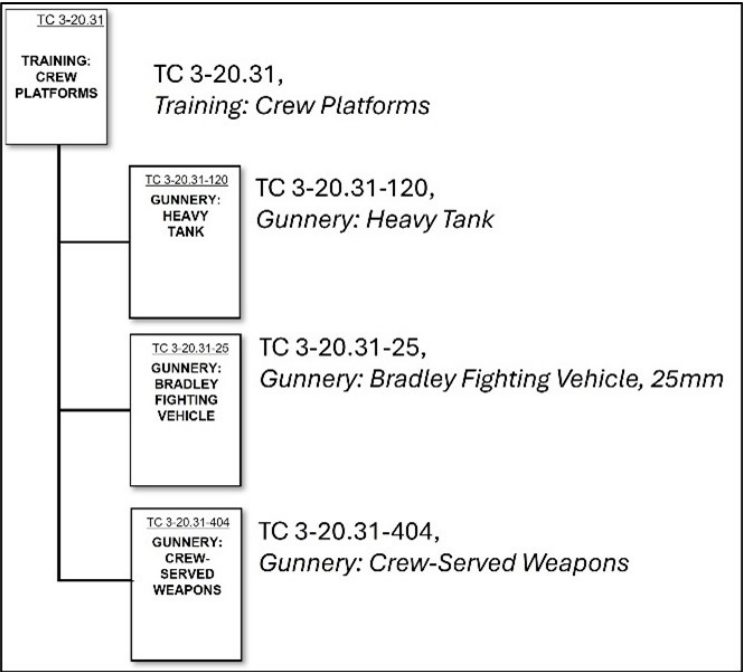 TC 3-20.31
TRAINING:
CREW
PLATFORMS
TC 3-20.31,
Training: Crew Platforms
TC 3-20.31-120
GUNNERY:
HEAVY
TANK
TC 3-20.31-120,
Gunnery: Heavy Tank
TC 3-20.31-25
GUNNERY:
BRADLEY
FIGHTING
VEHICLE
TC 3-20.31-25,
Gunnery: Bradley Fighting Vehicle, 25mm
TC 3-20.31-404
GUNNERY:
CREW-
SERVED
WEAPONS
TC 3-20.31-404,
Gunnery: Crew-Served Weapons